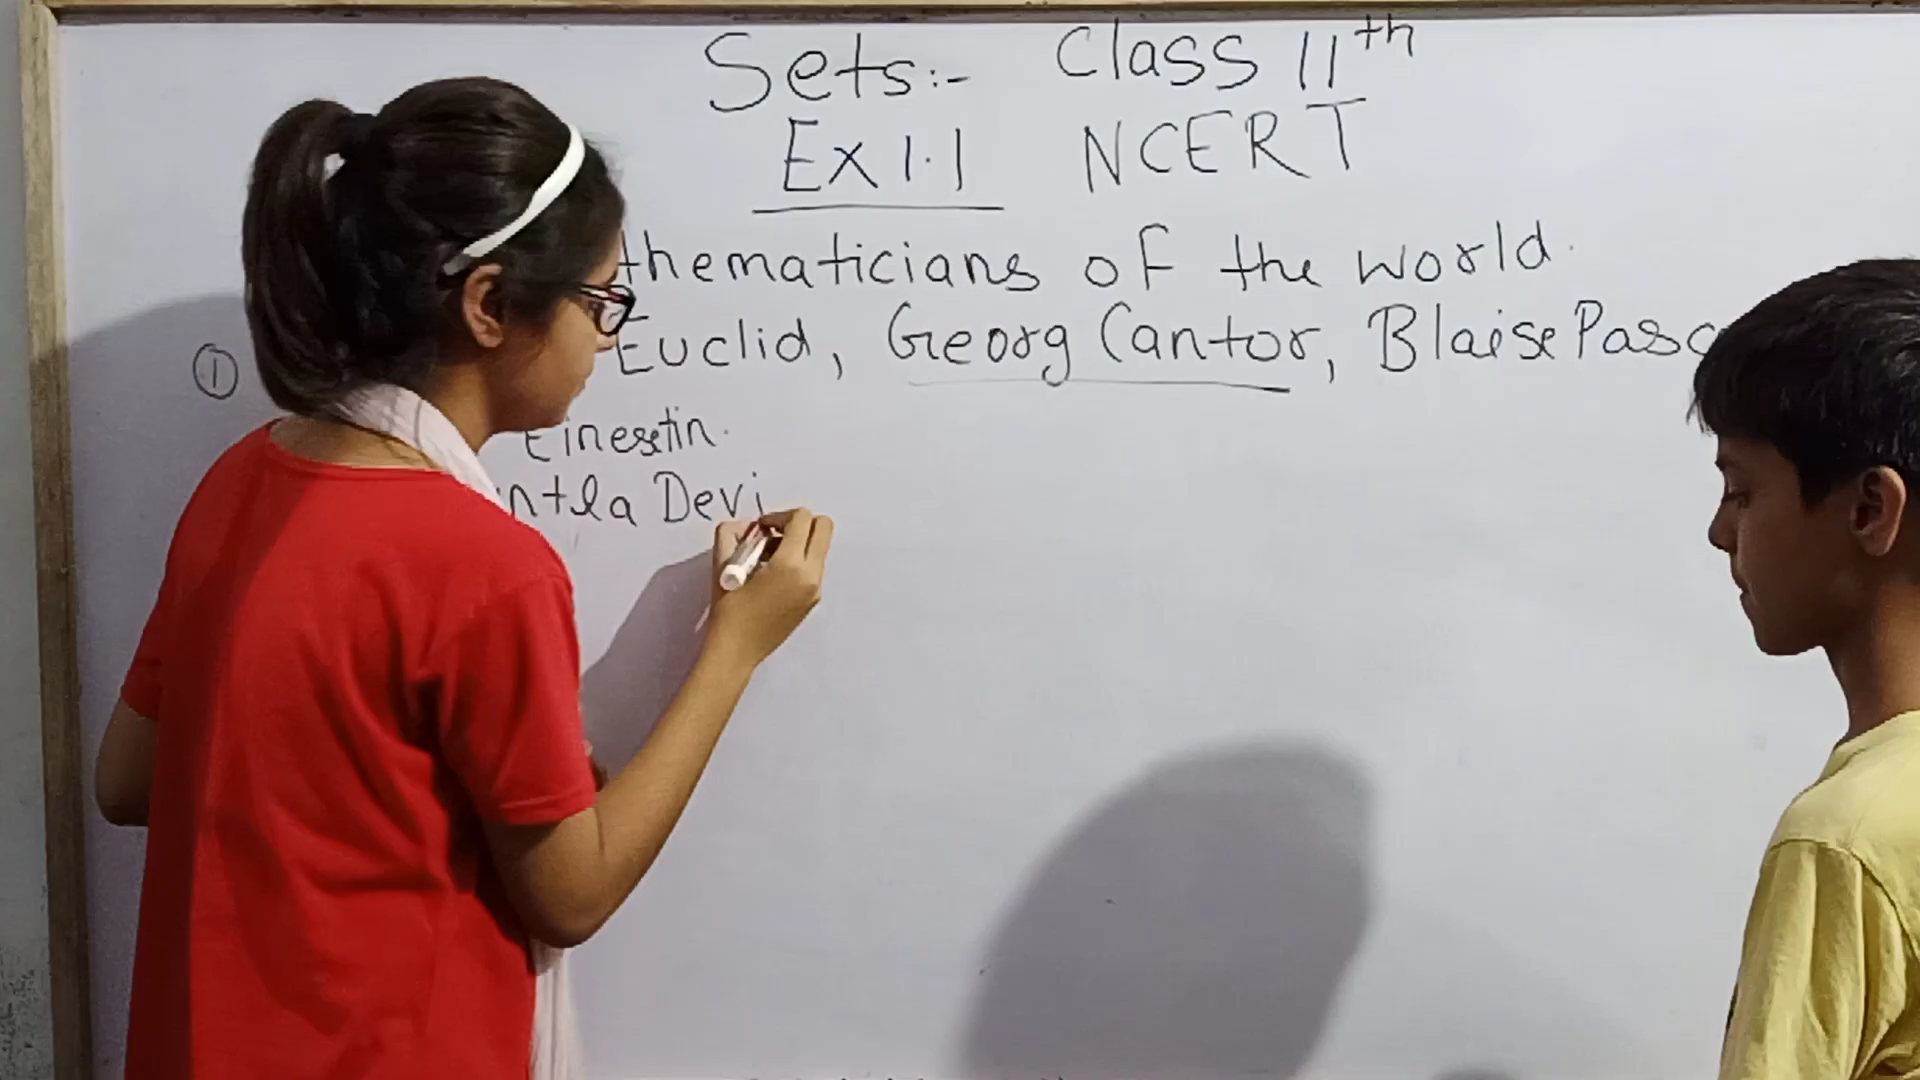 Sets:- Class 11th
Ex 1.1 NCERT
thematicians of the world.
① Euclid, Georg Cantor, Blaise Pasc
Einestin.
ntla Devi